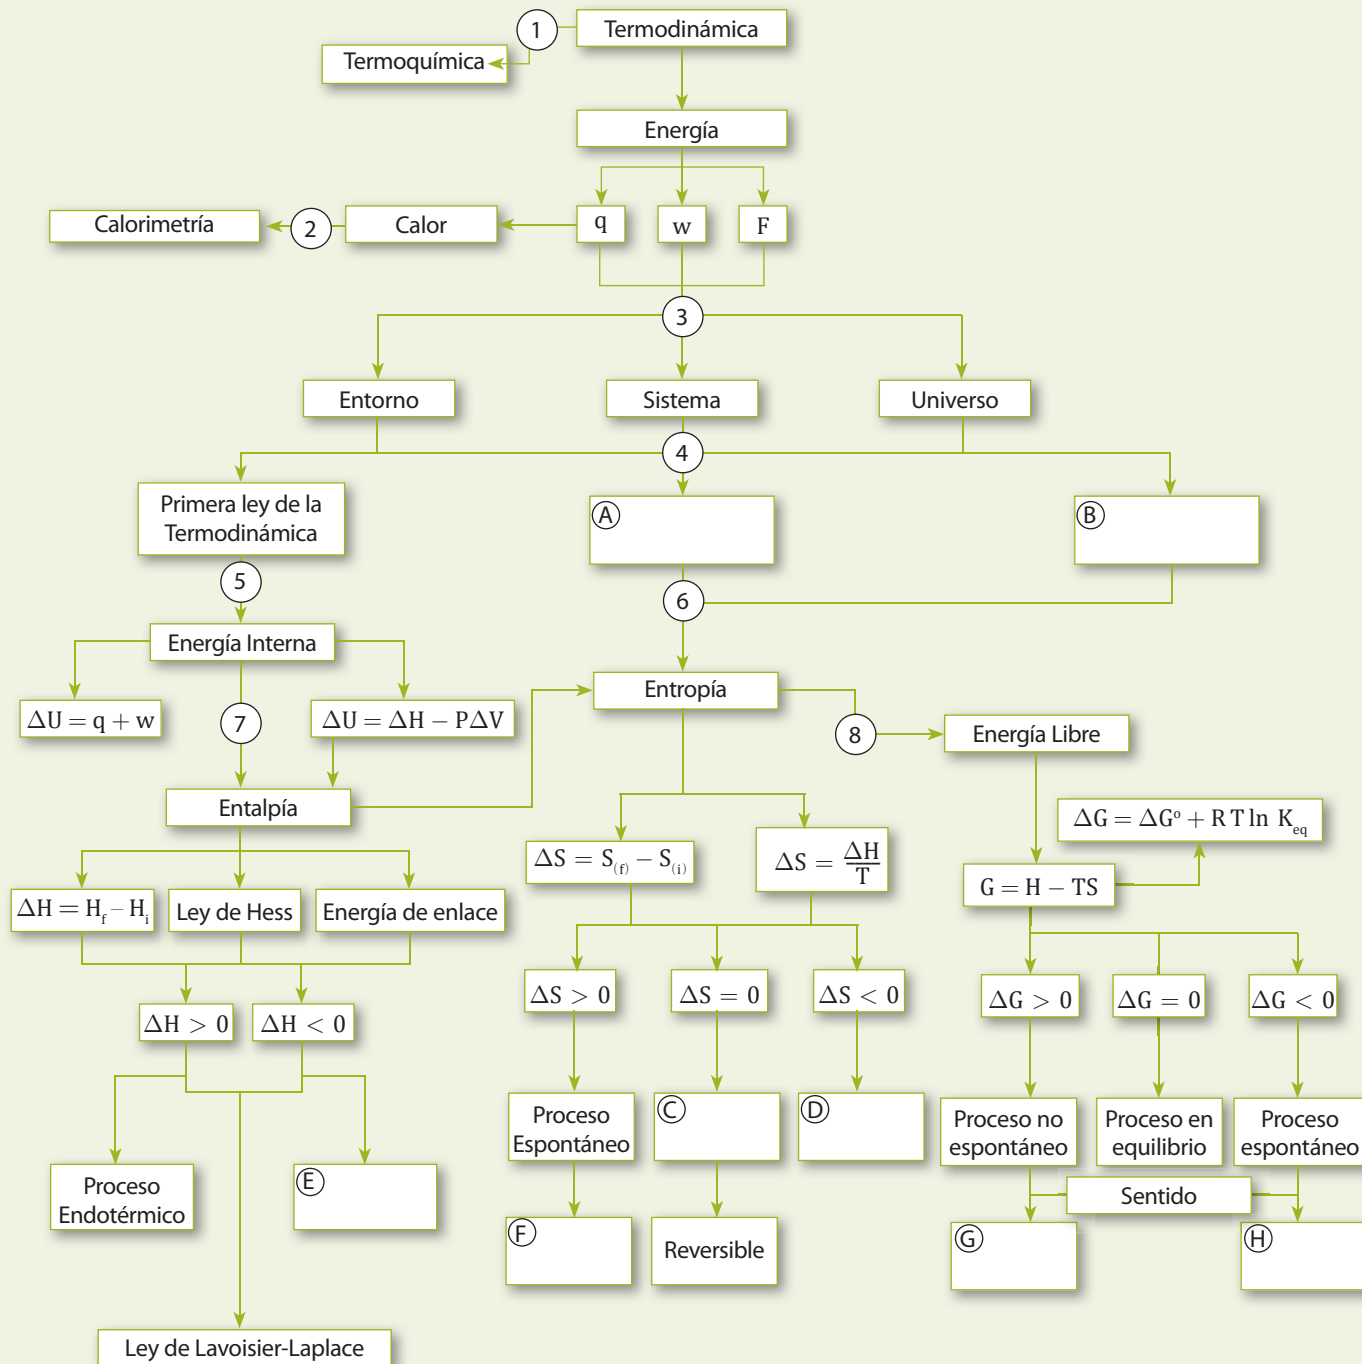 1
Termodinámica
Termoquímica
Energía
q
w
F
Calorimetría
2
Calor
3
Entorno
Sistema
Universo
4
Primera ley de la
Termodinámica
A
B
5
6
Energía Interna
Entropía
ΔU = q + w
7
ΔU = ΔH − PΔV
8
Energía Libre
Entalpía
ΔG = ΔG° + R T ln K_eq
ΔS = S_(f) − S_(i)
ΔS = ΔH/T
G = H − TS
ΔH = H_f − H_i
Ley de Hess
Energía de enlace
ΔS > 0
ΔS = 0
ΔS < 0
ΔG > 0
ΔG = 0
ΔG < 0
ΔH > 0
ΔH < 0
Proceso
Espontáneo
C
D
Proceso no
espontáneo
Proceso en
equilibrio
Proceso
espontáneo
Proceso
Endotérmico
E
Sentido
F
Reversible
G
H
Ley de Lavoisier-Laplace